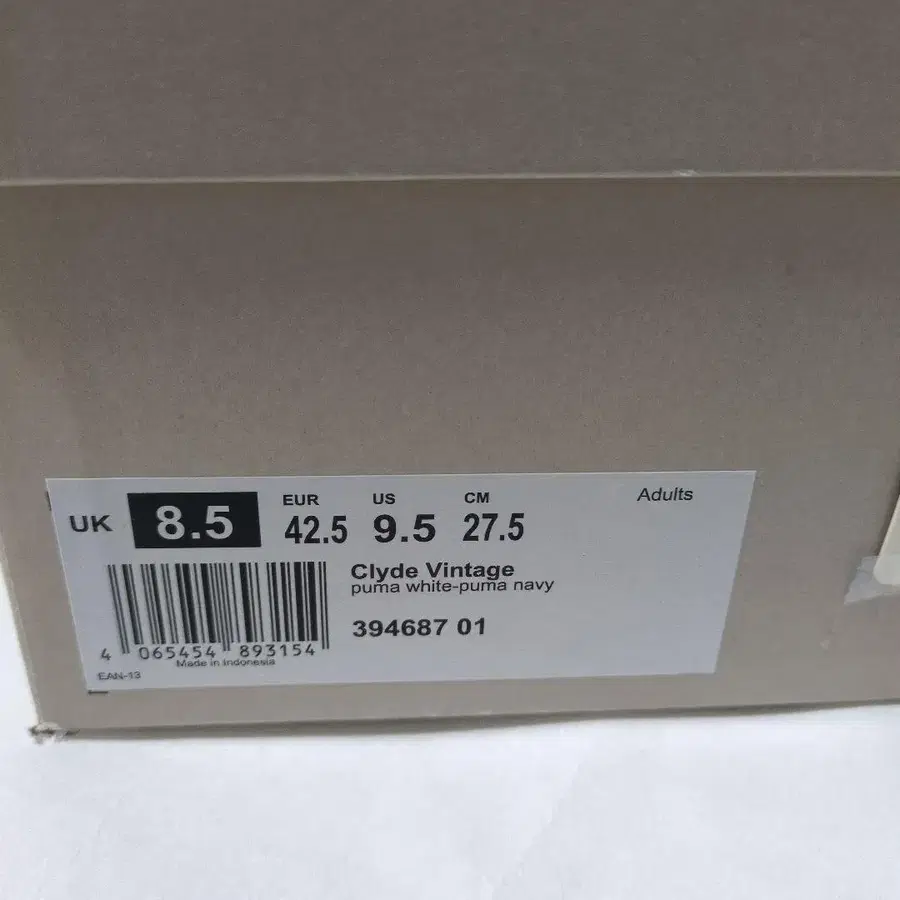 UK 8.5 EUR 42.5 US 9.5 CM 27.5 Adults
Clyde Vintage
puma white-puma navy
394687 01
4 065454 893154
Made in Indonesia
EAN-13